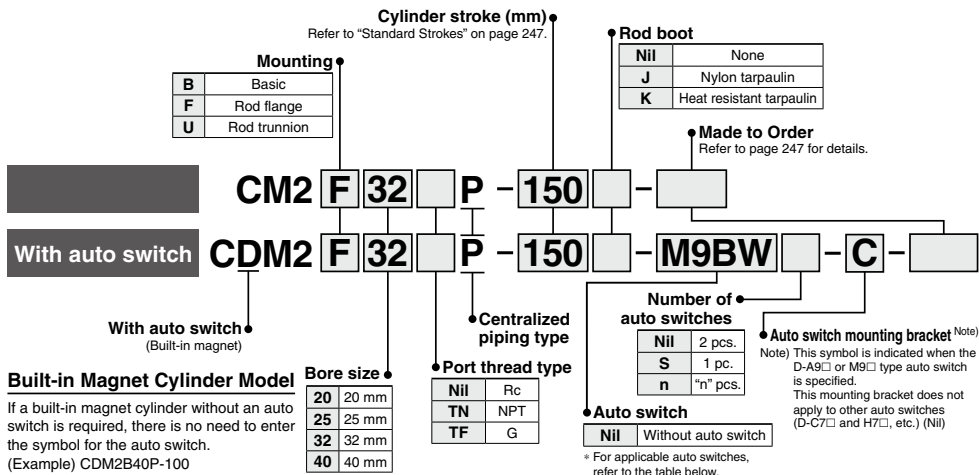 Cylinder stroke (mm)
Refer to “Standard Strokes” on page 247.
Rod boot
Nil None
J Nylon tarpaulin
K Heat resistant tarpaulin
Mounting
B Basic
F Rod flange
U Rod trunnion
Made to Order
Refer to page 247 for details.
CM2 F 32 P - 150 -
With auto switch CDM2 F 32 P - 150 - M9BW - C -
With auto switch
(Built-in magnet)
Built-in Magnet Cylinder Model
If a built-in magnet cylinder without an auto
switch is required, there is no need to enter
the symbol for the auto switch.
(Example) CDM2B40P-100
Bore size
20 20 mm
25 25 mm
32 32 mm
40 40 mm
Centralized
piping type
Port thread type
Nil Rc
TN NPT
TF G
Number of
auto switches
Nil 2 pcs.
S 1 pc.
n “n” pcs.
Auto switch
Nil Without auto switch
* For applicable auto switches,
refer to the table below.
Auto switch mounting bracket Note)
Note) This symbol is indicated when the
D-A9□ or M9□ type auto switch
is specified.
This mounting bracket does not
apply to other auto switches
(D-C7□ and H7□, etc.) (Nil)